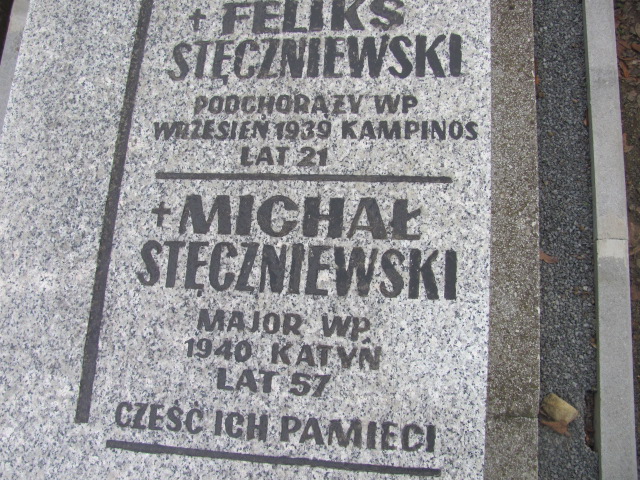 † FELIKS
STĘCZNIEWSKI
PODCHORĄŻY WP
WRZESIEŃ 1939 KAMPINOS
LAT 21
† MICHAŁ
STĘCZNIEWSKI
MAJOR WP.
1940 KATYŃ
LAT 57
CZEŚĆ ICH PAMIĘCI